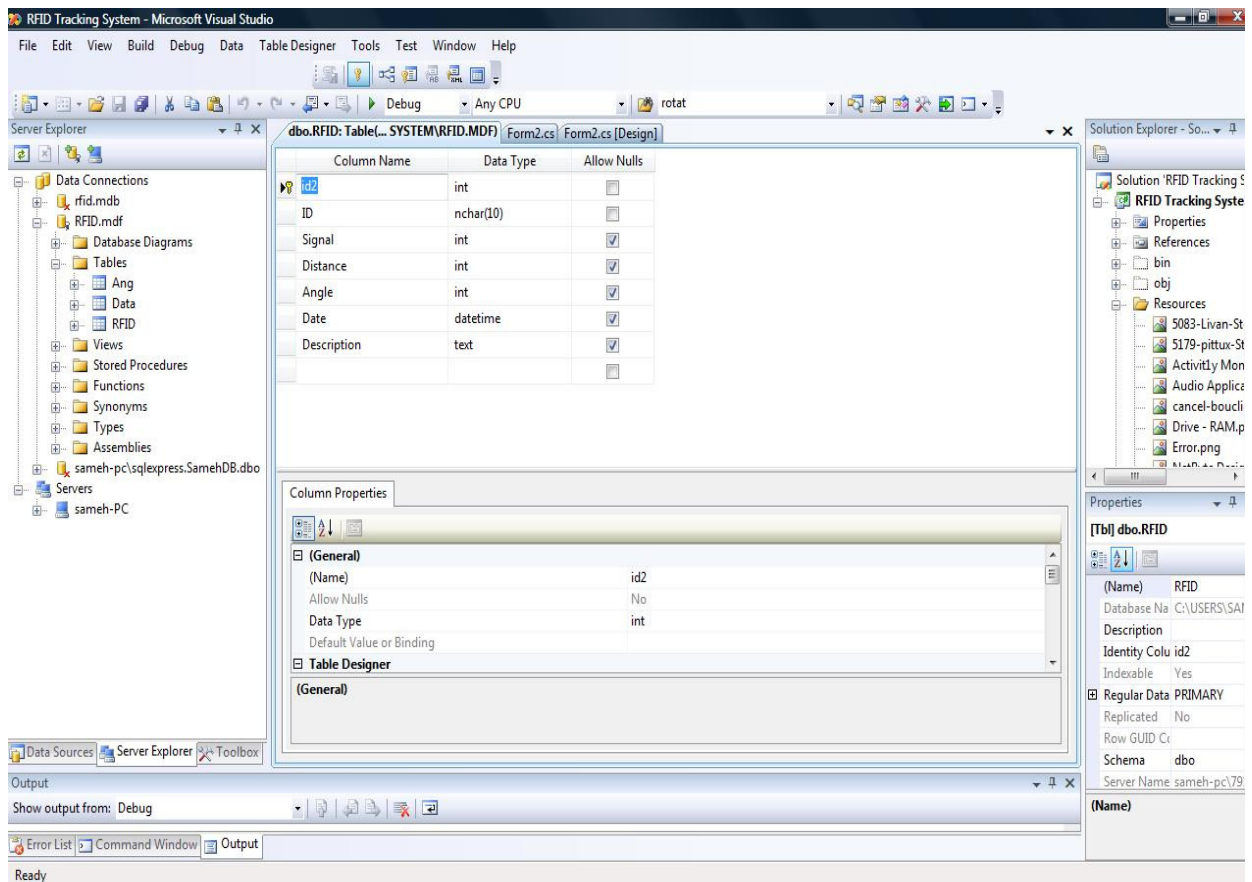 RFID Tracking System - Microsoft Visual Studio
File Edit View Build Debug Data Table Designer Tools Test Window Help
Debug Any CPU rotat
Server Explorer
Data Connections
rfid.mdb
RFID.mdf
Database Diagrams
Tables
Ang
Data
RFID
Views
Stored Procedures
Functions
Synonyms
Types
Assemblies
sameh-pc\sqlexpress.SamehDB.dbo
Servers
sameh-PC
Data Sources Server Explorer Toolbox
dbo.RFID: Table(... SYSTEM\RFID.MDF) Form2.cs Form2.cs [Design]
Column Name Data Type Allow Nulls
id2 int
ID nchar(10)
Signal int
Distance int
Angle int
Date datetime
Description text
Column Properties
(General)
(Name) id2
Allow Nulls No
Data Type int
Default Value or Binding
Table Designer
(General)
Solution Explorer - So...
Solution 'RFID Tracking S
RFID Tracking Syste
Properties
References
bin
obj
Resources
5083-Livan-St
5179-pittux-St
Activit1y Mon
Audio Applica
cancel-boucli
Drive - RAM.p
Error.png
Properties
[Tbl] dbo.RFID
(Name) RFID
Database Na C:\USERS\SAM
Description
Identity Colu id2
Indexable Yes
Regular Data PRIMARY
Replicated No
Row GUID Co
Schema dbo
Server Name sameh-pc\79
(Name)
Output
Show output from: Debug
Error List Command Window Output
Ready